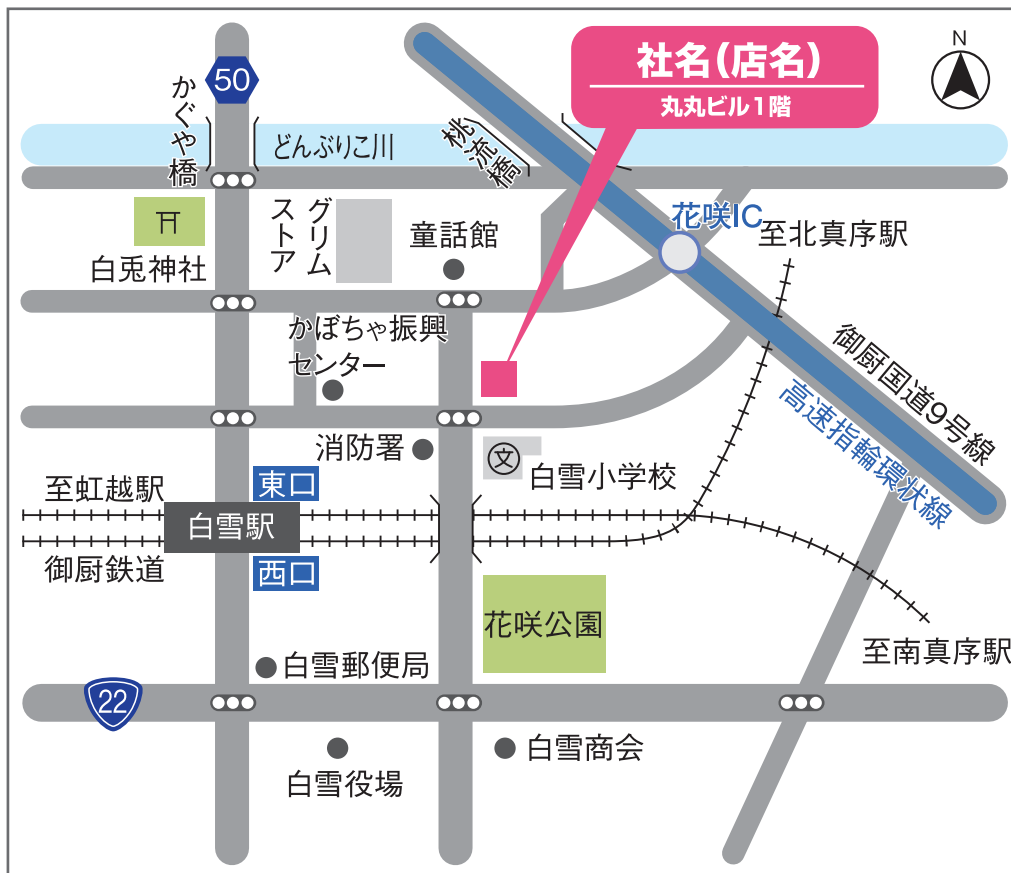 社名(店名)
丸丸ビル1階
N
50
かぐや橋
どんぶりこ川
桃流橋
花咲IC
至北真序駅
白兎神社
グリム
ストア
童話館
かぼちゃ振興
センター
御厨国道9号線
高速指輪環状線
消防署
文
白雪小学校
東口
至虹越駅
白雪駅
御厨鉄道
西口
花咲公園
白雪郵便局
至南真序駅
22
白雪役場
白雪商会